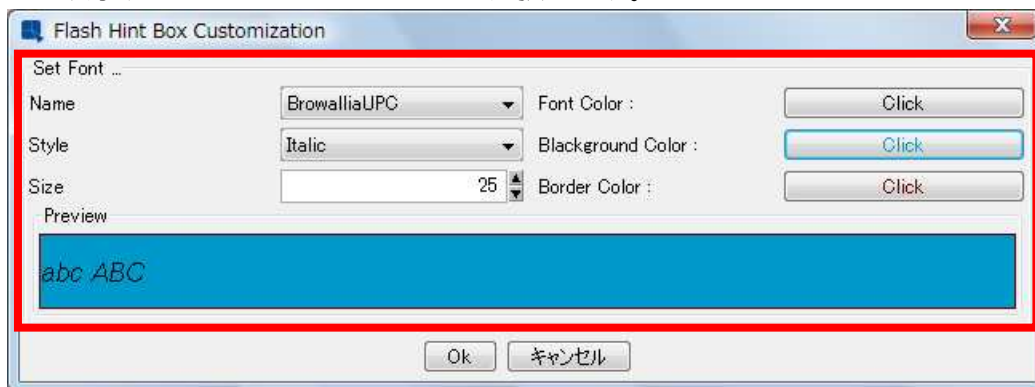 Flash Hint Box Customization
Set Font ...
Name BrowalliaUPC Font Color : Click
Style Italic Blackground Color : Click
Size 25 Border Color : Click
Preview
abc ABC
Ok キャンセル